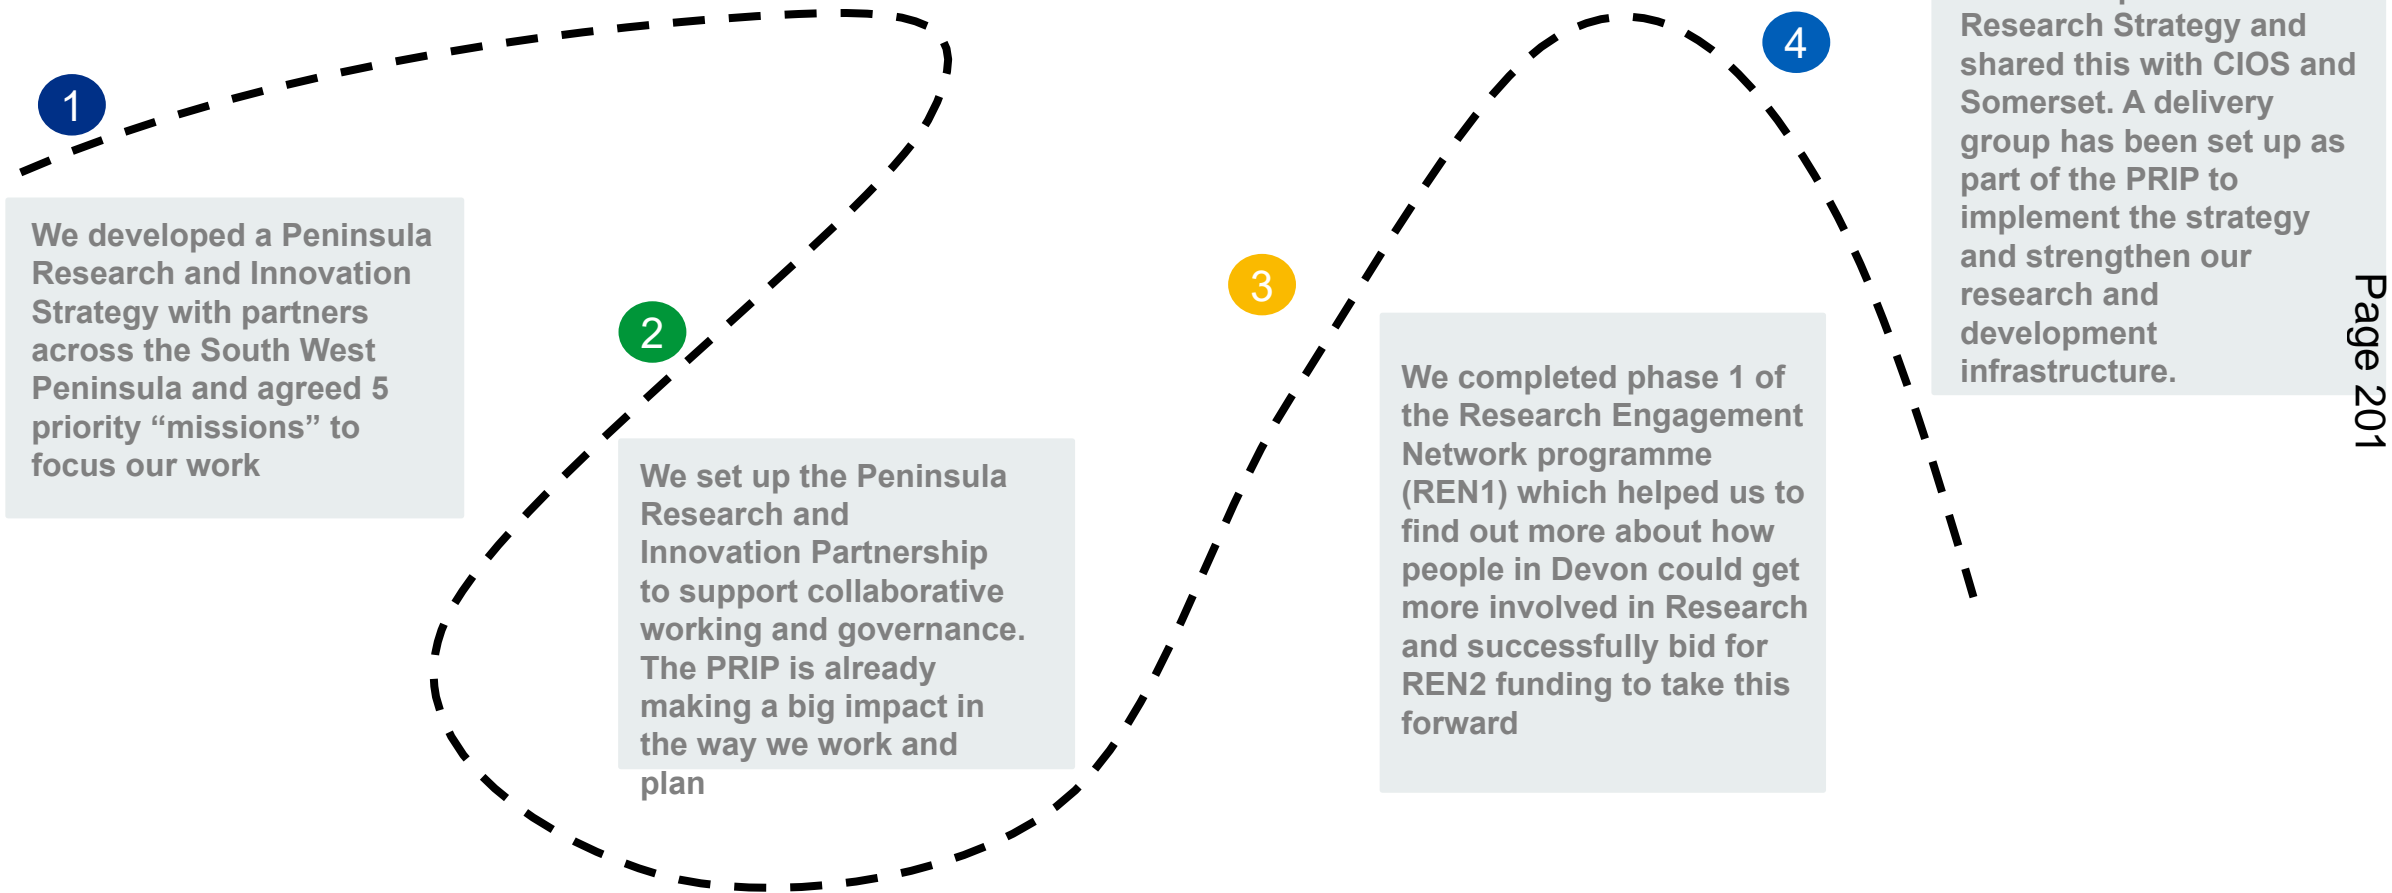 1
We developed a Peninsula
Research and Innovation
Strategy with partners
across the South West
Peninsula and agreed 5
priority “missions” to
focus our work
2
We set up the Peninsula
Research and
Innovation Partnership
to support collaborative
working and governance.
The PRIP is already
making a big impact in
the way we work and
plan
3
We completed phase 1 of
the Research Engagement
Network programme
(REN1) which helped us to
find out more about how
people in Devon could get
more involved in Research
and successfully bid for
REN2 funding to take this
forward
4
Research Strategy and
shared this with CIOS and
Somerset. A delivery
group has been set up as
part of the PRIP to
implement the strategy
and strengthen our
research and
development
infrastructure.
Page 201